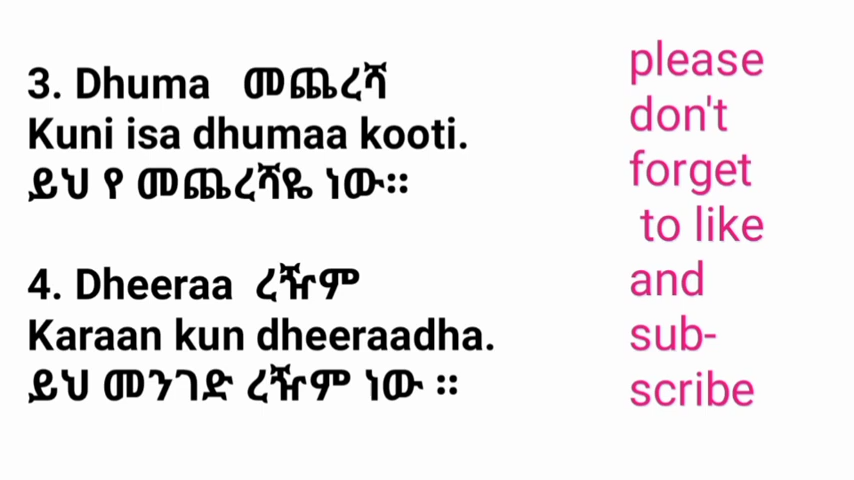 3. Dhuma መጨረሻ
Kuni isa dhumaa kooti.
ይህ የ መጨረሻዬ ነው።
4. Dheeraa ረዥም
Karaan kun dheeraadha.
ይህ መንገድ ረዥም ነው ።
please
don't
forget
to like
and
sub-
scribe